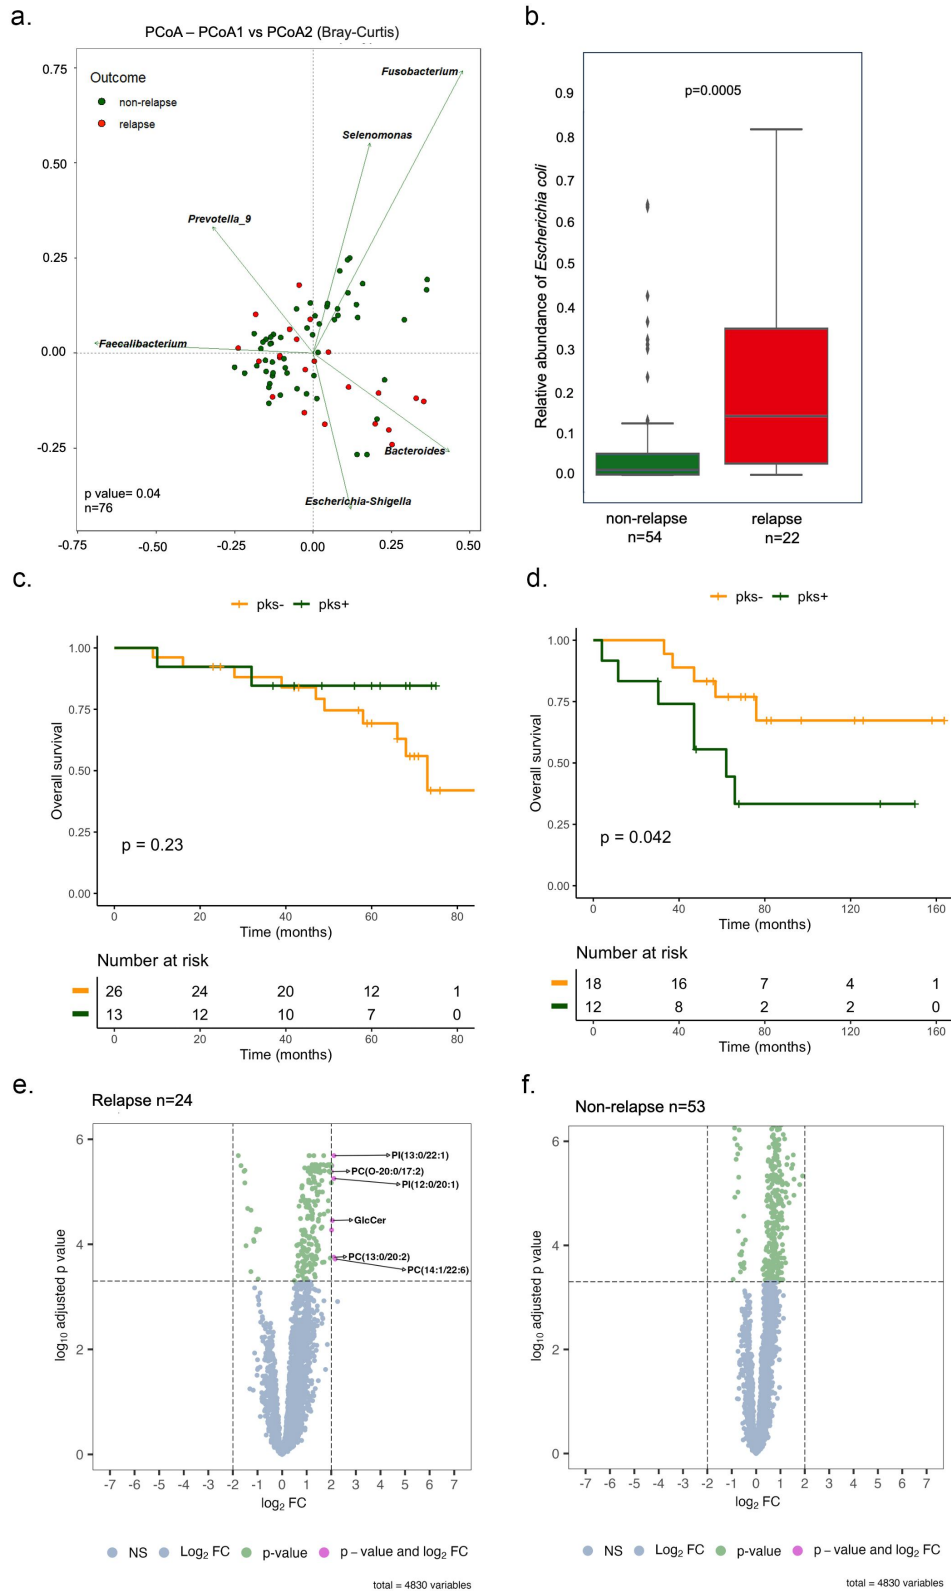 a.
PCoA – PCoA1 vs PCoA2 (Bray-Curtis)
0.75
0.50
0.25
0.00
-0.25
Outcome
non-relapse
relapse
Fusobacterium
Selenomonas
Prevotella_9
Faecalibacterium
Bacteroides
Escherichia-Shigella
p value= 0.04
n=76
-0.75 -0.50 -0.25 0.00 0.25 0.50
b.
Relative abundance of Escherichia coli
0.9
0.8
0.7
0.6
0.5
0.4
0.3
0.2
0.1
0.0
p=0.0005
non-relapse relapse
n=54 n=22
c.
pks- pks+
Overall survival
1.00
0.75
0.50
0.25
0.00
p = 0.23
0 20 40 60 80
Time (months)
Number at risk
26 24 20 12 1
13 12 10 7 0
0 20 40 60 80
Time (months)
d.
pks- pks+
Overall survival
1.00
0.75
0.50
0.25
0.00
p = 0.042
0 40 80 120 160
Time (months)
Number at risk
18 16 7 4 1
12 8 2 2 0
0 40 80 120 160
Time (months)
e.
Relapse n=24
log10 adjusted p value
6
4
2
0
PI(13:0/22:1)
PC(O-20:0/17:2)
PI(12:0/20:1)
GlcCer
PC(13:0/20:2)
PC(14:1/22:6)
-7 -6 -5 -4 -3 -2 -1 0 1 2 3 4 5 6 7
log2 FC
NS Log2 FC p-value p – value and log2 FC
total = 4830 variables
f.
Non-relapse n=53
log10 adjusted p value
6
4
2
0
-7 -6 -5 -4 -3 -2 -1 0 1 2 3 4 5 6 7
log2 FC
NS Log2 FC p-value p – value and log2 FC
total = 4830 variables